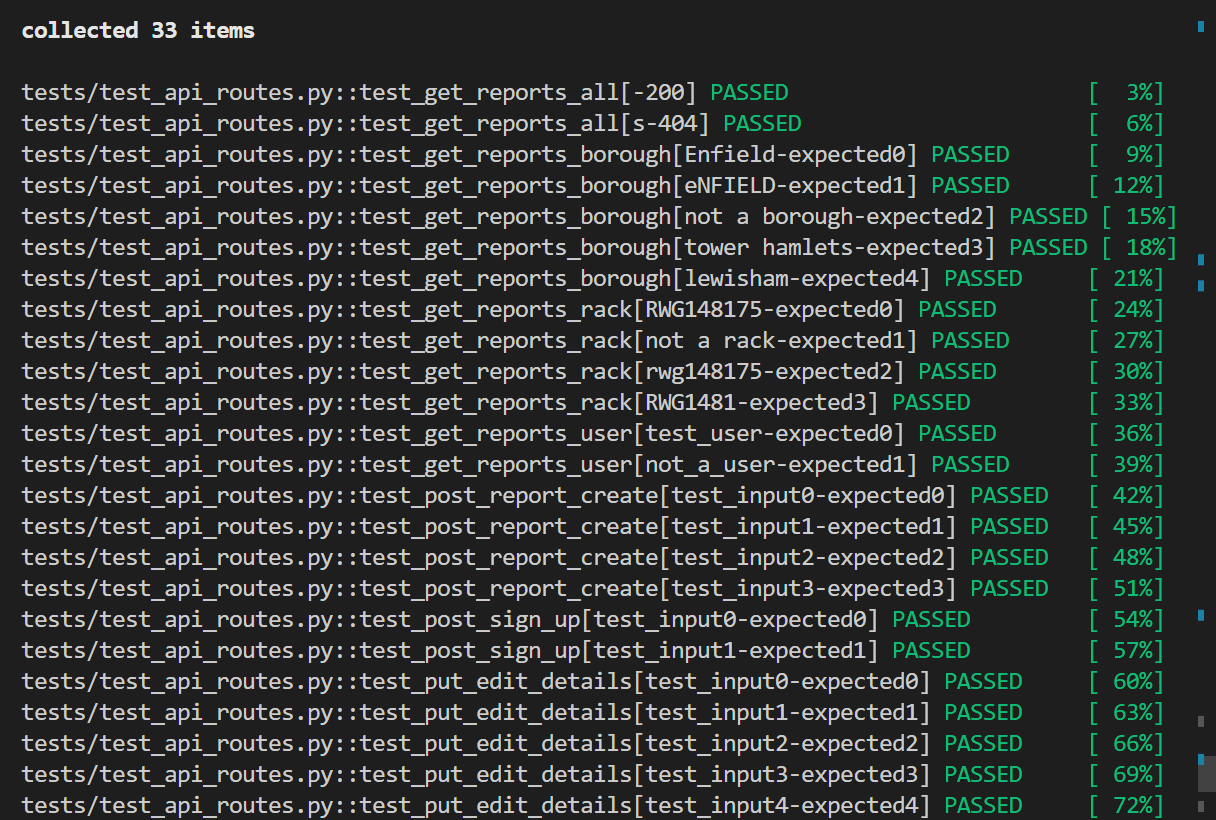 collected 33 items
tests/test_api_routes.py::test_get_reports_all[-200] PASSED [  3%]
tests/test_api_routes.py::test_get_reports_all[s-404] PASSED [  6%]
tests/test_api_routes.py::test_get_reports_borough[Enfield-expected0] PASSED [  9%]
tests/test_api_routes.py::test_get_reports_borough[eNFIELD-expected1] PASSED [ 12%]
tests/test_api_routes.py::test_get_reports_borough[not a borough-expected2] PASSED [ 15%]
tests/test_api_routes.py::test_get_reports_borough[tower hamlets-expected3] PASSED [ 18%]
tests/test_api_routes.py::test_get_reports_borough[lewisham-expected4] PASSED [ 21%]
tests/test_api_routes.py::test_get_reports_rack[RWG148175-expected0] PASSED [ 24%]
tests/test_api_routes.py::test_get_reports_rack[not a rack-expected1] PASSED [ 27%]
tests/test_api_routes.py::test_get_reports_rack[rwg148175-expected2] PASSED [ 30%]
tests/test_api_routes.py::test_get_reports_rack[RWG1481-expected3] PASSED [ 33%]
tests/test_api_routes.py::test_get_reports_user[test_user-expected0] PASSED [ 36%]
tests/test_api_routes.py::test_get_reports_user[not_a_user-expected1] PASSED [ 39%]
tests/test_api_routes.py::test_post_report_create[test_input0-expected0] PASSED [ 42%]
tests/test_api_routes.py::test_post_report_create[test_input1-expected1] PASSED [ 45%]
tests/test_api_routes.py::test_post_report_create[test_input2-expected2] PASSED [ 48%]
tests/test_api_routes.py::test_post_report_create[test_input3-expected3] PASSED [ 51%]
tests/test_api_routes.py::test_post_sign_up[test_input0-expected0] PASSED [ 54%]
tests/test_api_routes.py::test_post_sign_up[test_input1-expected1] PASSED [ 57%]
tests/test_api_routes.py::test_put_edit_details[test_input0-expected0] PASSED [ 60%]
tests/test_api_routes.py::test_put_edit_details[test_input1-expected1] PASSED [ 63%]
tests/test_api_routes.py::test_put_edit_details[test_input2-expected2] PASSED [ 66%]
tests/test_api_routes.py::test_put_edit_details[test_input3-expected3] PASSED [ 69%]
tests/test_api_routes.py::test_put_edit_details[test_input4-expected4] PASSED [ 72%]